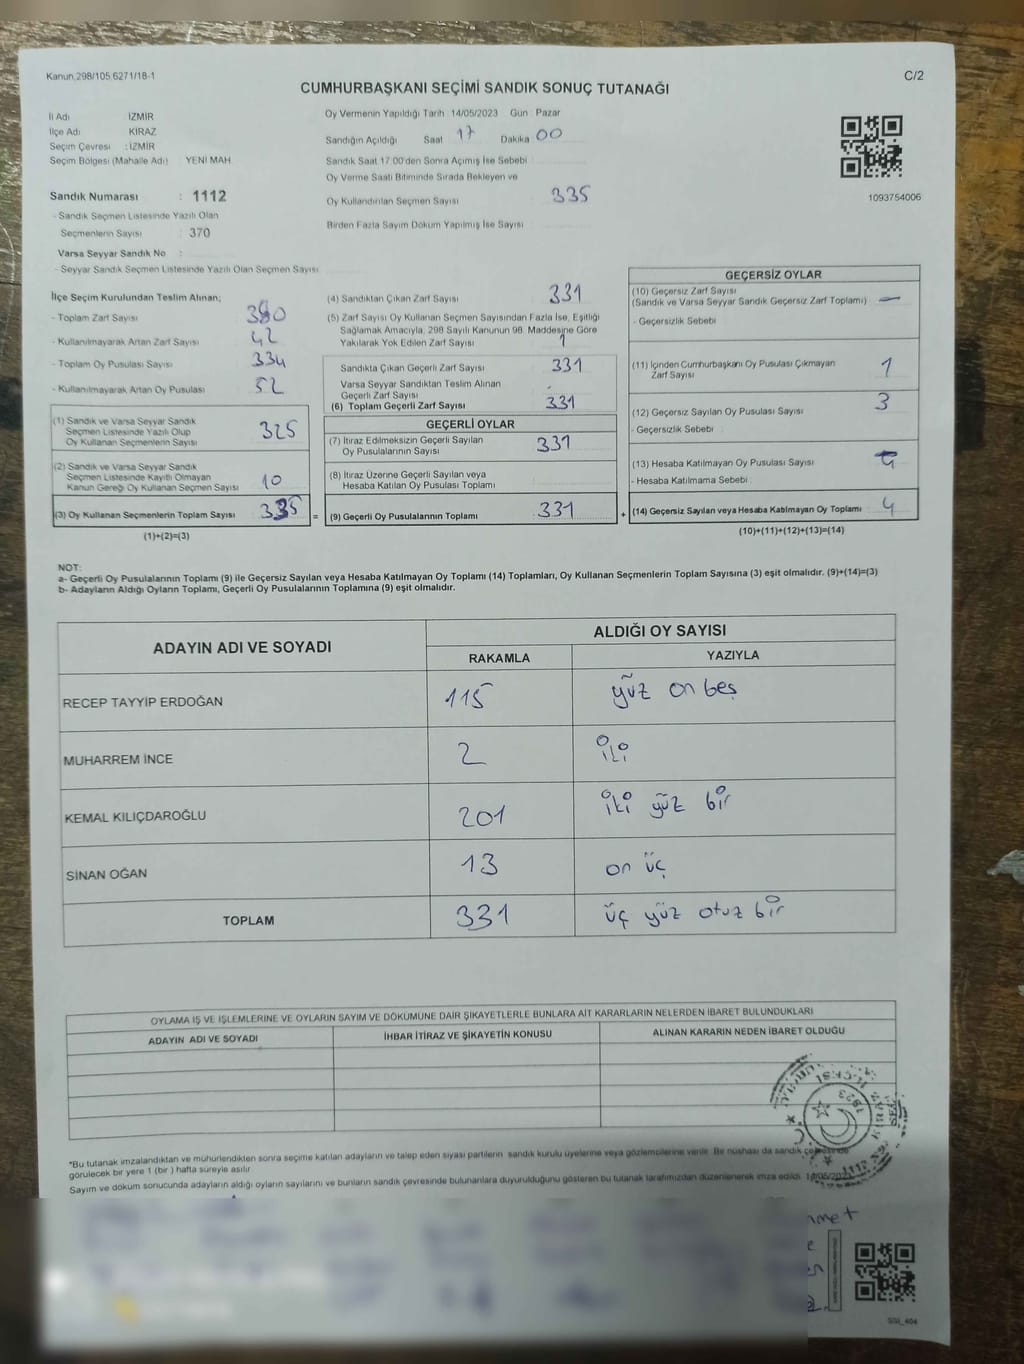 Kanun.298/105.6271/18-1
C/2
CUMHURBAŞKANI SEÇİMİ SANDIK SONUÇ TUTANAĞI
İl Adı İZMİR
İlçe Adı KİRAZ
Seçim Çevresi : İZMİR
Seçim Bölgesi (Mahalle Adı) YENİ MAH
Sandık Numarası : 1112
- Sandık Seçmen Listesinde Yazılı Olan
Seçmenlerin Sayısı : 370
Varsa Seyyar Sandık No :
- Seyyar Sandık Seçmen Listesinde Yazılı Olan Seçmen Sayısı
Oy Vermenin Yapıldığı Tarih 14/05/2023 Gün Pazar
Sandığın Açıldığı Saat 17 Dakika 00
Sandık Saat 17:00'den Sonra Açımış İse Sebebi
Oy Verme Saati Bitiminde Sırada Bekleyen ve
Oy Kullandırılan Seçmen Sayısı 335
Birden Fazla Sayım Döküm Yapılmış İse Sayısı
1093754006
İlçe Seçim Kurulundan Teslim Alınan;
- Toplam Zarf Sayısı 380
- Kullanılmayarak Artan Zarf Sayısı 42
- Toplam Oy Pusulası Sayısı 334
- Kullanılmayarak Artan Oy Pusulası 52
(1) Sandık ve Varsa Seyyar Sandık
Seçmen Listesinde Yazılı Olup
Oy Kullanan Seçmenlerin Sayısı 325
(2) Sandık ve Varsa Seyyar Sandık
Seçmen Listesinde Kayıtlı Olmayan
Kanun Gereği Oy Kullanan Seçmen Sayısı 10
(3) Oy Kullanan Seçmenlerin Toplam Sayısı 335 =
(1)+(2)=(3)
(4) Sandıktan Çıkan Zarf Sayısı 331
(5) Zarf Sayısı Oy Kullanan Seçmen Sayısından Fazla İse, Eşitliği
Sağlamak Amacıyla, 298 Sayılı Kanunun 98. Maddesine Göre
Yakılarak Yok Edilen Zarf Sayısı 1
Sandıkta Çıkan Geçerli Zarf Sayısı 331
Varsa Seyyar Sandıktan Teslim Alınan
Geçerli Zarf Sayısı -
(6) Toplam Geçerli Zarf Sayısı 331
GEÇERLİ OYLAR
(7) İtiraz Edilmeksizin Geçerli Sayılan
Oy Pusulalarının Sayısı 331
(8) İtiraz Üzerine Geçerli Sayılan veya
Hesaba Katılan Oy Pusulaları Toplamı
(9) Geçerli Oy Pusulalarının Toplamı 331 +
GEÇERSİZ OYLAR
(10) Geçersiz Zarf Sayısı
(Sandık ve Varsa Seyyar Sandık Geçersiz Zarf Toplamı) —
- Geçersizlik Sebebi
(11) İçinden Cumhurbaşkanı Oy Pusulası Çıkmayan
Zarf Sayısı 1
(12) Geçersiz Sayılan Oy Pusulası Sayısı 3
- Geçersizlik Sebebi
(13) Hesaba Katılmayan Oy Pusulası Sayısı
- Hesaba Katılmama Sebebi
(14) Geçersiz Sayılan veya Hesaba Katılmayan Oy Toplamı 4
(10)+(11)+(12)+(13)=(14)
NOT:
a- Geçerli Oy Pusulalarının Toplamı (9) ile Geçersiz Sayılan veya Hesaba Katılmayan Oy Toplamı (14) Toplamları, Oy Kullanan Seçmenlerin Toplam Sayısına (3) eşit olmalıdır. (9)+(14)=(3)
b- Adayların Aldığı Oyların Toplamı, Geçerli Oy Pusulalarının Toplamına (9) eşit olmalıdır.
ADAYIN ADI VE SOYADI
ALDIĞI OY SAYISI
RAKAMLA YAZIYLA
RECEP TAYYİP ERDOĞAN 115 yüz on beş
MUHARREM İNCE 2 iki
KEMAL KILIÇDAROĞLU 201 iki yüz bir
SİNAN OĞAN 13 on üç
TOPLAM 331 üç yüz otuz bir
OYLAMA İŞ VE İŞLEMLERİNE VE OYLARIN SAYIM VE DÖKÜMÜNE DAİR ŞİKAYETLERLE BUNLARA AİT KARARLARIN NELERDEN İBARET BULUNDUKLARI
ADAYIN ADI VE SOYADI İHBAR İTİRAZ VE ŞİKAYETİN KONUSU ALINAN KARARIN NEDEN İBARET OLDUĞU
1923
*Bu tutanak imzalandıktan ve mühürlendikten sonra seçime katılan adayların ve talep eden siyasi partilerin sandık kurulu üyelerine veya gözlemcilerine verilir. Bir nüshası da sandık çevresinde
görülecek bir yere 1 (bir) hafta süreyle asılır
Sayım ve döküm sonucunda adayların aldığı oyların sayılarını ve bunların sandık çevresinde bulunanlara duyurulduğunu gösteren bu tutanak tarafımızdan düzenlenerek imza edildi.